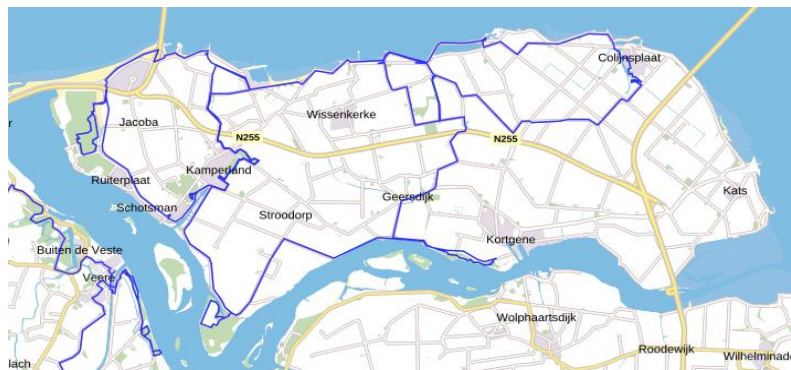 Colijnsplaat
Wissenkerke
Jacoba
N255
N255
Kamperland
Ruiterplaat
Kats
Geersdijk
Schotsman
Stroodorp
Kortgene
Buiten de Veste
Veere
Wolphaartsdijk
Roodewijk
Wilhelminado
lach
r